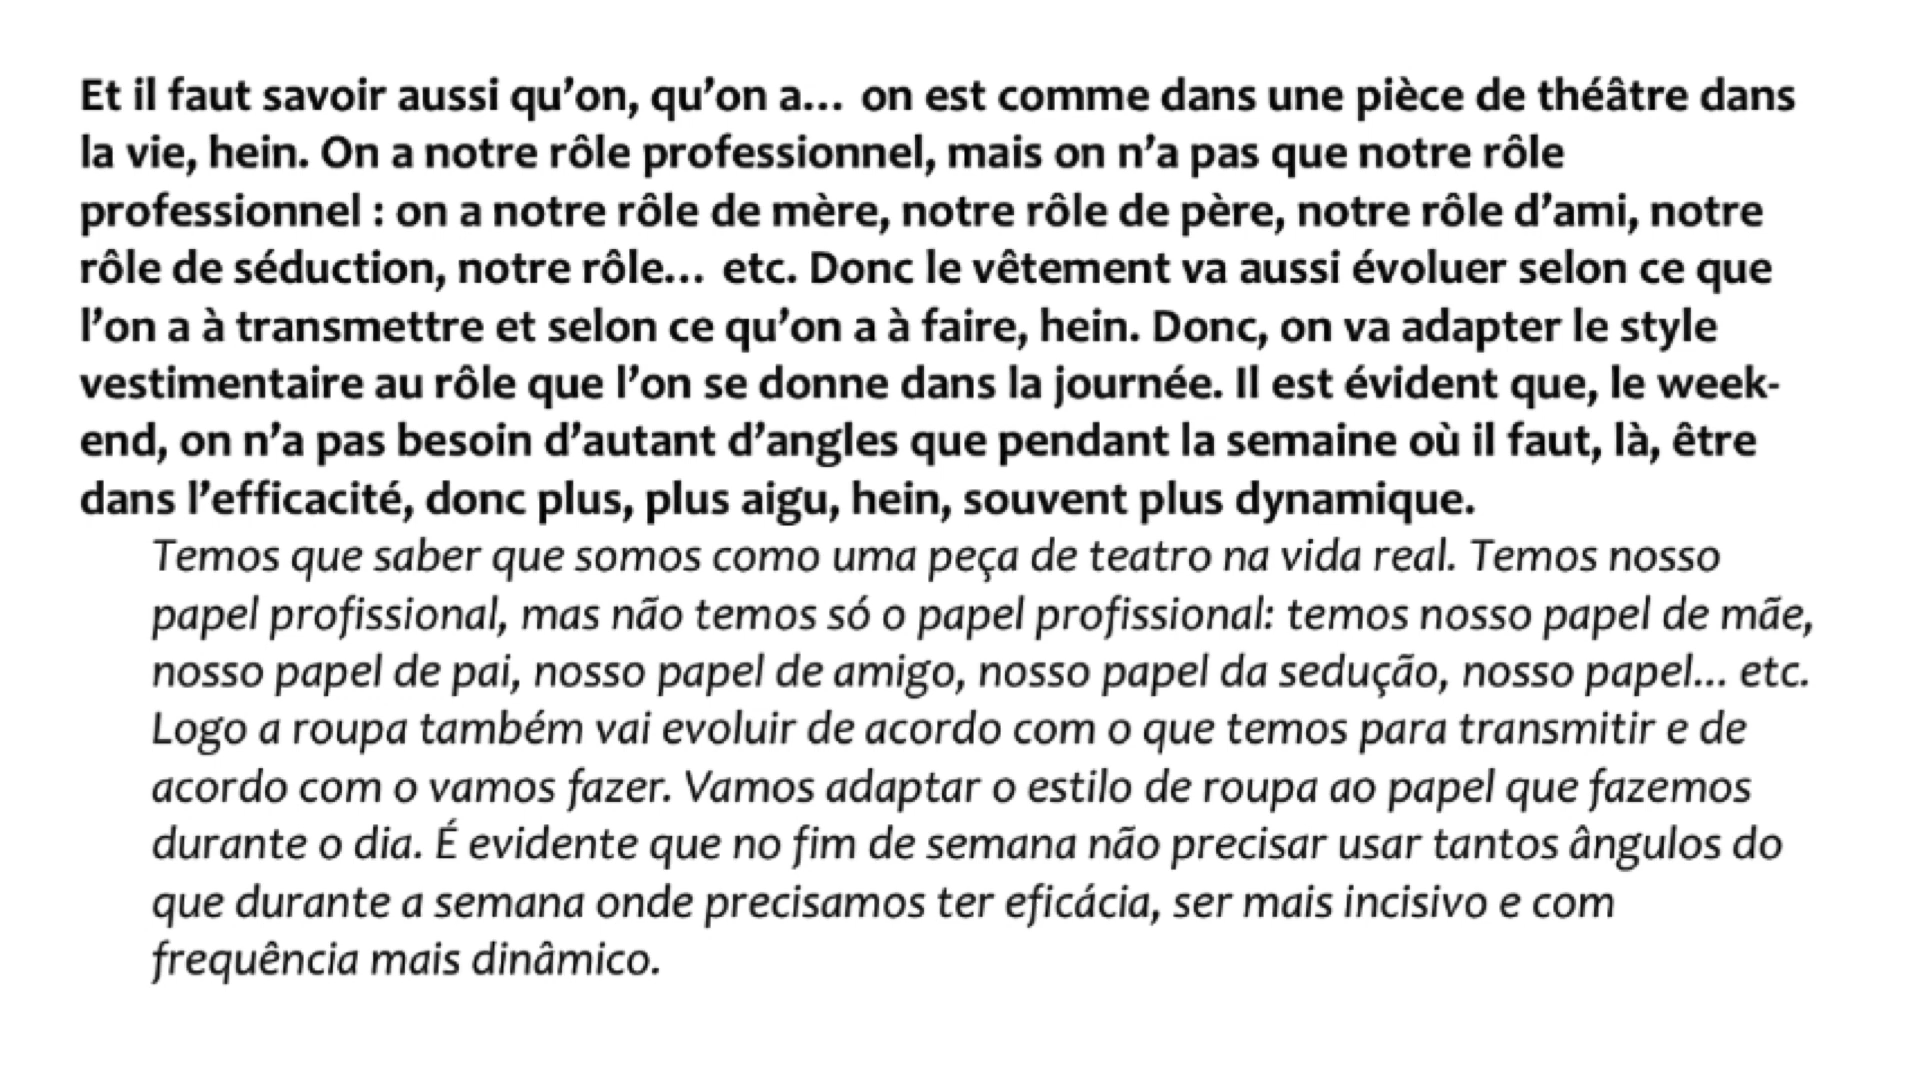 Et il faut savoir aussi qu’on, qu’on a… on est comme dans une pièce de théâtre dans
la vie, hein. On a notre rôle professionnel, mais on n’a pas que notre rôle
professionnel : on a notre rôle de mère, notre rôle de père, notre rôle d’ami, notre
rôle de séduction, notre rôle… etc. Donc le vêtement va aussi évoluer selon ce que
l’on a à transmettre et selon ce qu’on a à faire, hein. Donc, on va adapter le style
vestimentaire au rôle que l’on se donne dans la journée. Il est évident que, le week-
end, on n’a pas besoin d’autant d’angles que pendant la semaine où il faut, là, être
dans l’efficacité, donc plus, plus aigu, hein, souvent plus dynamique.
Temos que saber que somos como uma peça de teatro na vida real. Temos nosso
papel profissional, mas não temos só o papel profissional: temos nosso papel de mãe,
nosso papel de pai, nosso papel de amigo, nosso papel da sedução, nosso papel... etc.
Logo a roupa também vai evoluir de acordo com o que temos para transmitir e de
acordo com o vamos fazer. Vamos adaptar o estilo de roupa ao papel que fazemos
durante o dia. É evidente que no fim de semana não precisar usar tantos ângulos do
que durante a semana onde precisamos ter eficácia, ser mais incisivo e com
frequência mais dinâmico.